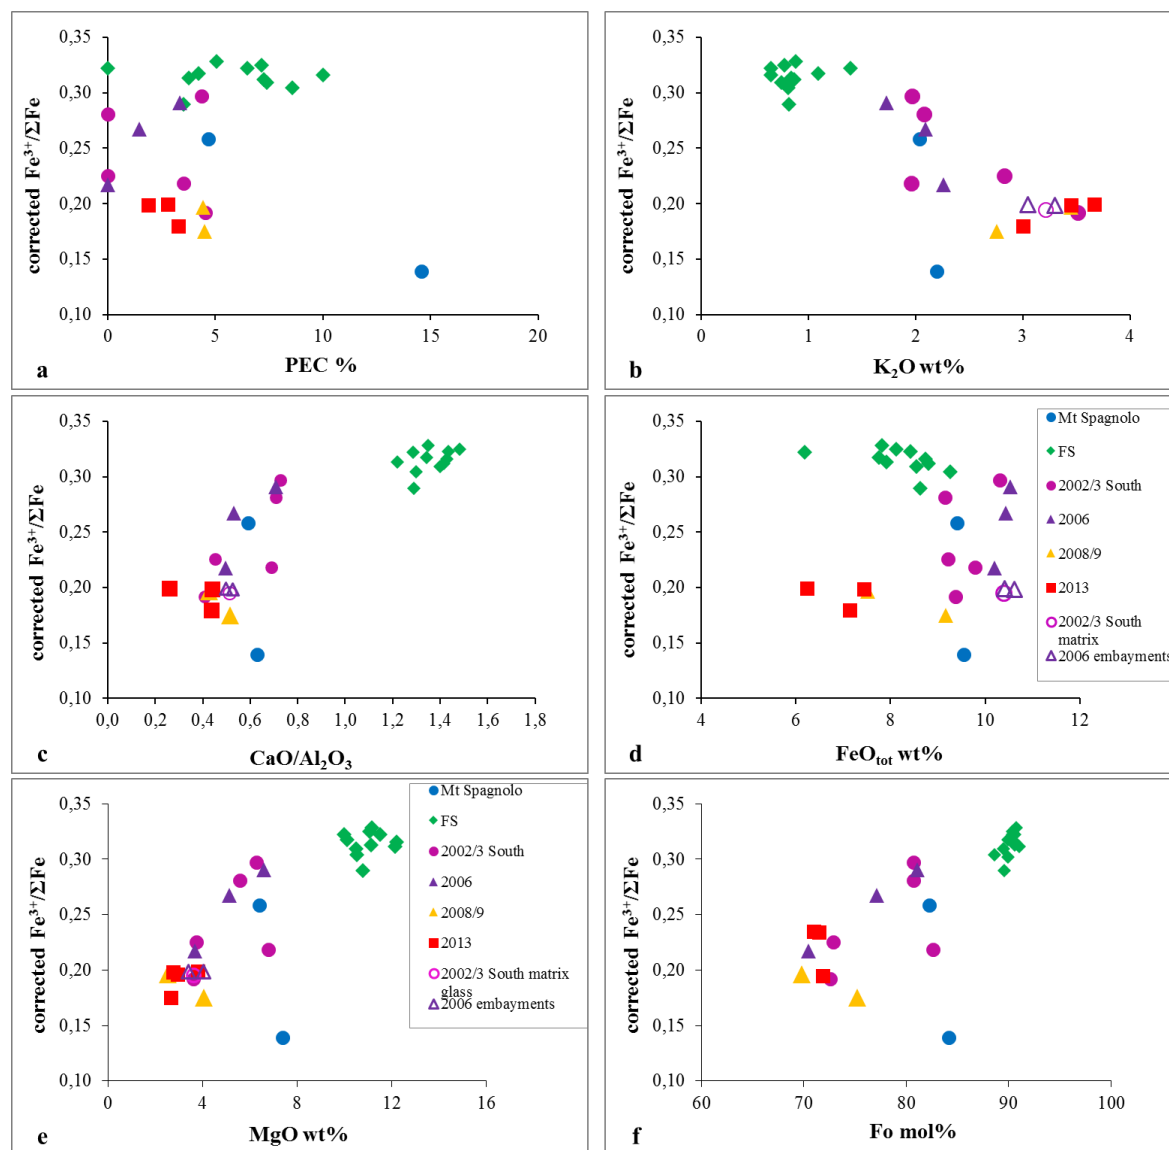 0,35
0,30
0,25
0,20
0,15
0,10
corrected Fe³⁺/ΣFe
0 5 10 15 20
PEC %
a
0,35
0,30
0,25
0,20
0,15
0,10
corrected Fe³⁺/ΣFe
0 1 2 3 4
K₂O wt%
b
0,35
0,30
0,25
0,20
0,15
0,10
corrected Fe³⁺/ΣFe
0,0 0,2 0,4 0,6 0,8 1,0 1,2 1,4 1,6 1,8
CaO/Al₂O₃
c
0,35
0,30
0,25
0,20
0,15
0,10
corrected Fe³⁺/ΣFe
4 6 8 10 12
FeOtot wt%
d
Mt Spagnolo
FS
2002/3 South
2006
2008/9
2013
2002/3 South
matrix
2006 embayments
0,35
0,30
0,25
0,20
0,15
0,10
corrected Fe³⁺/ΣFe
0 4 8 12 16
MgO wt%
e
Mt Spagnolo
FS
2002/3 South
2006
2008/9
2013
2002/3 South matrix
glass
2006 embayments
0,35
0,30
0,25
0,20
0,15
0,10
corrected Fe³⁺/ΣFe
60 70 80 90 100
Fo mol%
f